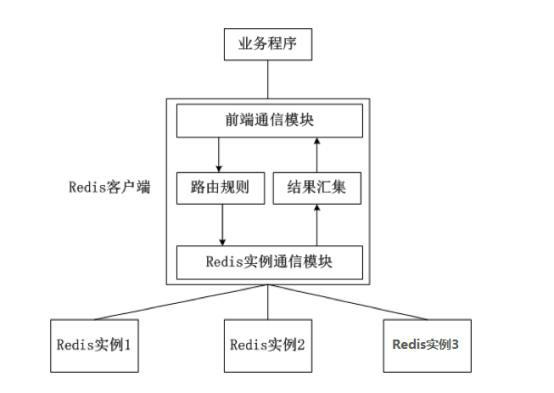 业务程序
前端通信模块
Redis客户端
路由规则
结果汇集
Redis实例通信模块
Redis实例1
Redis实例2
Redis实例3